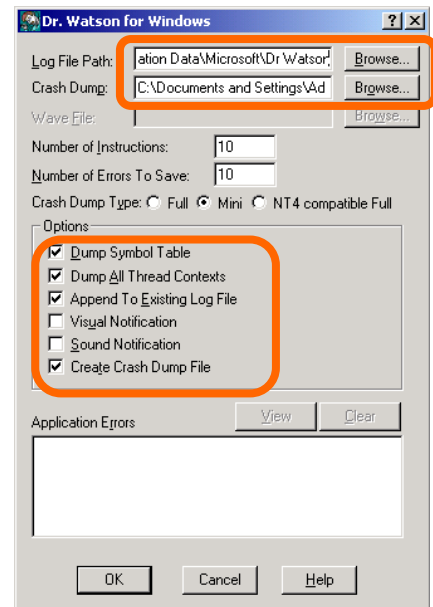 Dr. Watson for Windows
Log File Path: ation Data\Microsoft\Dr Watson Browse...
Crash Dump: C:\Documents and Settings\Ad Browse...
Wave File: Browse...
Number of Instructions: 10
Number of Errors To Save: 10
Crash Dump Type: Full Mini NT4 compatible Full
Options
Dump Symbol Table
Dump All Thread Contexts
Append To Existing Log File
Visual Notification
Sound Notification
Create Crash Dump File
Application Errors View Clear
OK Cancel Help